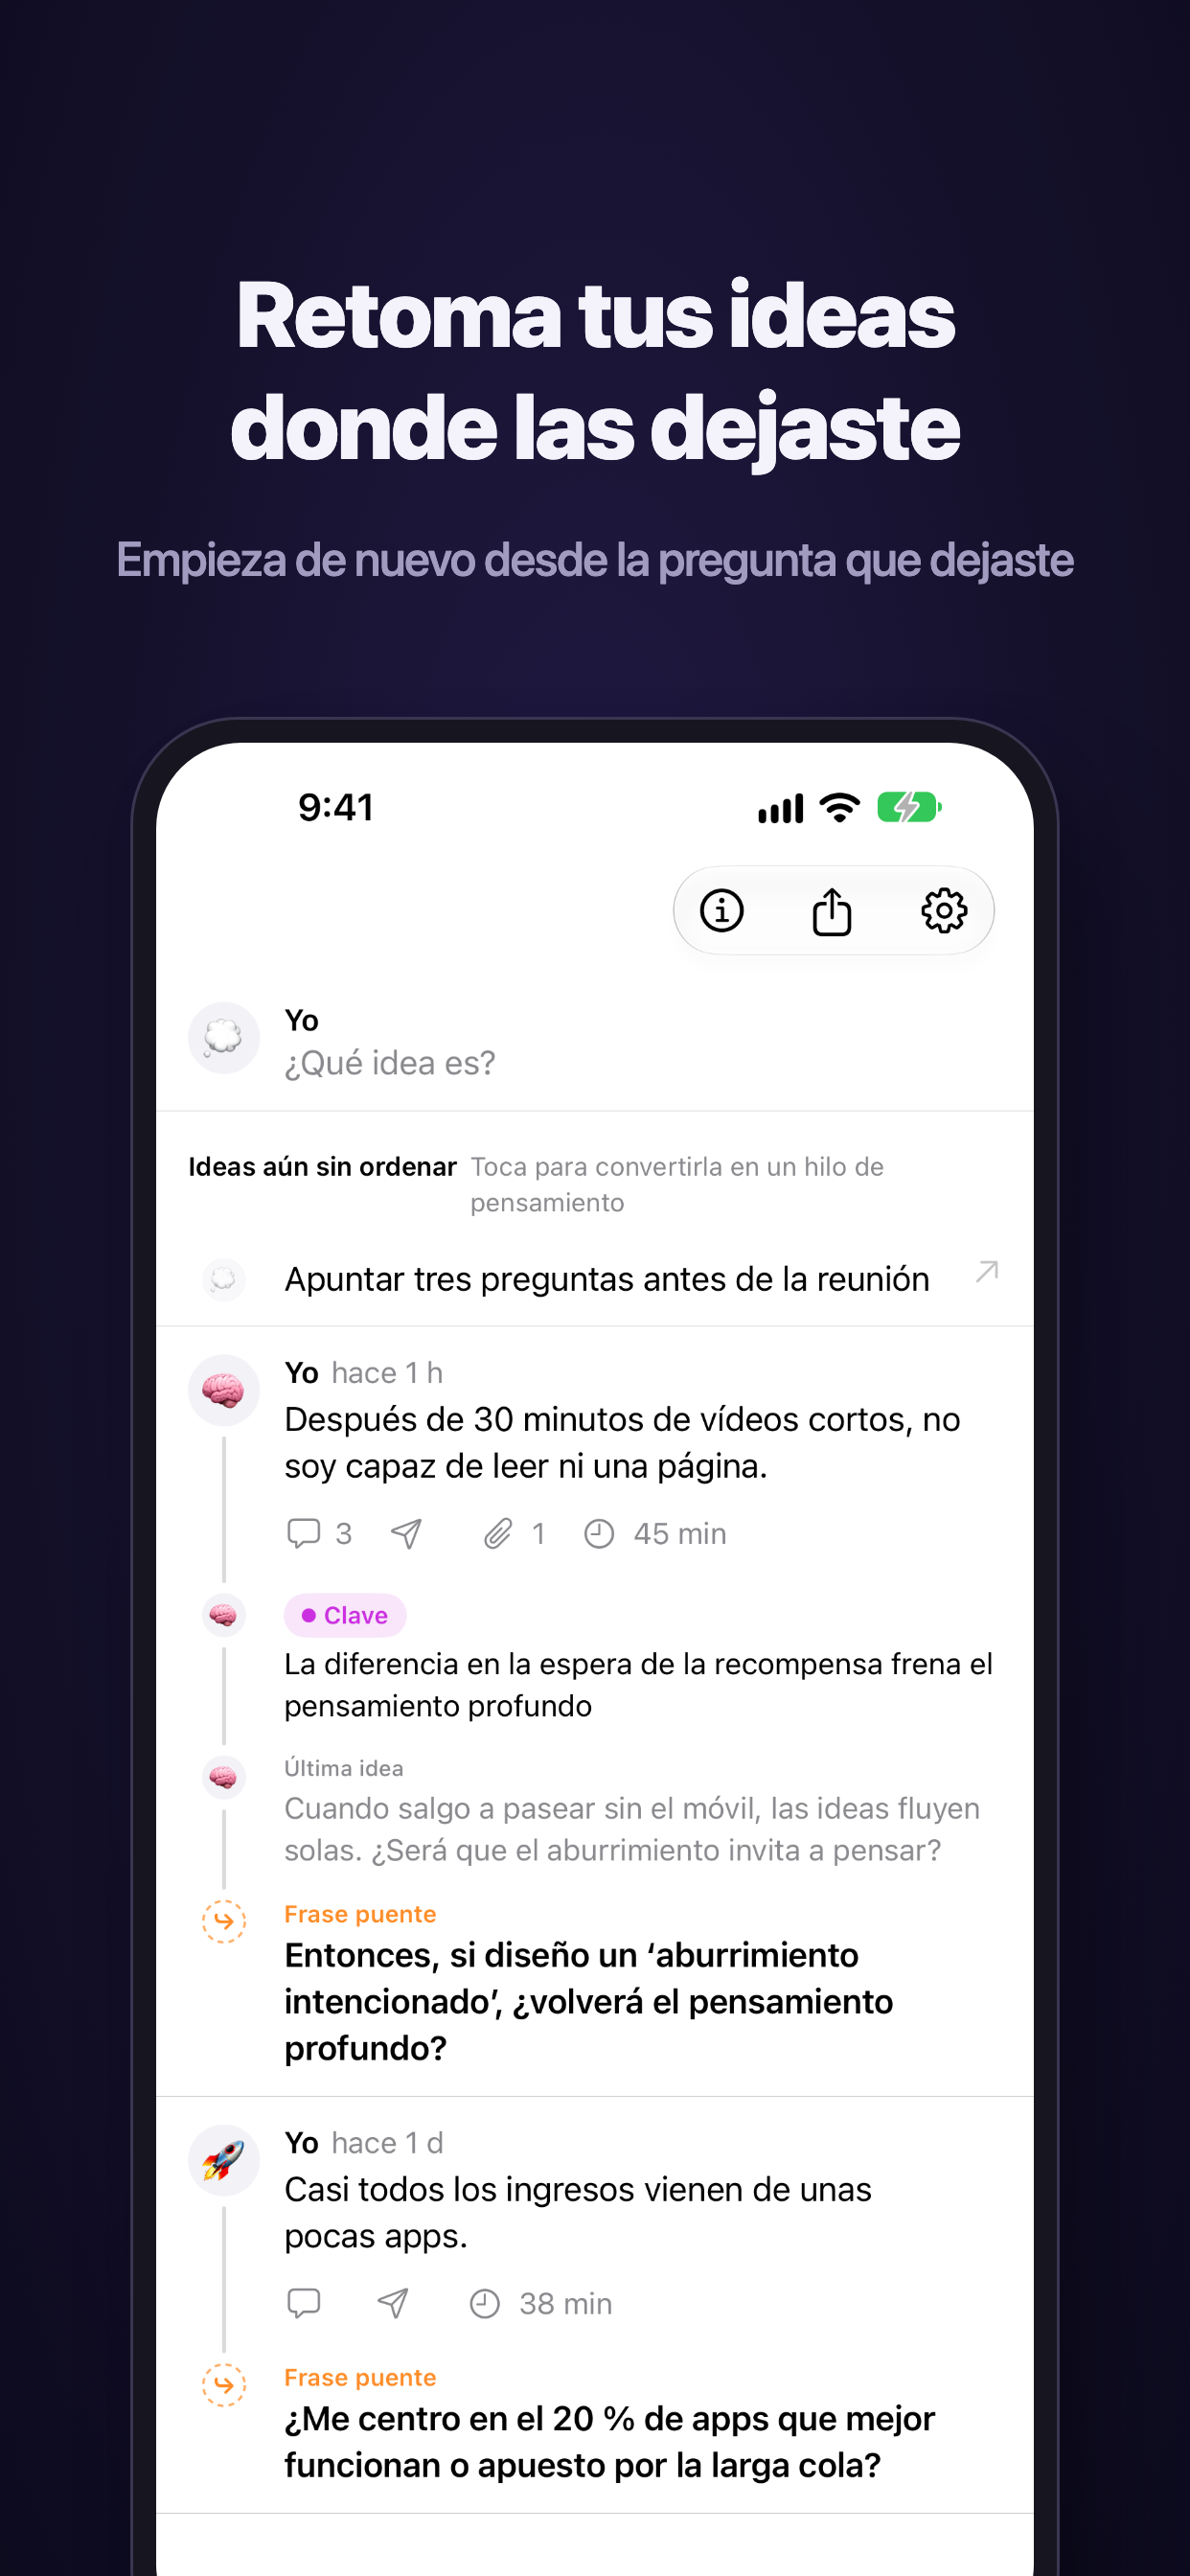 Retoma tus ideas
donde las dejaste
Empieza de nuevo desde la pregunta que dejaste
9:41
Yo
¿Qué idea es?
Ideas aún sin ordenar Toca para convertirla en un hilo de
pensamiento
Apuntar tres preguntas antes de la reunión
Yo hace 1 h
Después de 30 minutos de vídeos cortos, no
soy capaz de leer ni una página.
3 1 45 min
Clave
La diferencia en la espera de la recompensa frena el
pensamiento profundo
Última idea
Cuando salgo a pasear sin el móvil, las ideas fluyen
solas. ¿Será que el aburrimiento invita a pensar?
Frase puente
Entonces, si diseño un ‘aburrimiento
intencionado’, ¿volverá el pensamiento
profundo?
Yo hace 1 d
Casi todos los ingresos vienen de unas
pocas apps.
38 min
Frase puente
¿Me centro en el 20 % de apps que mejor
funcionan o apuesto por la larga cola?